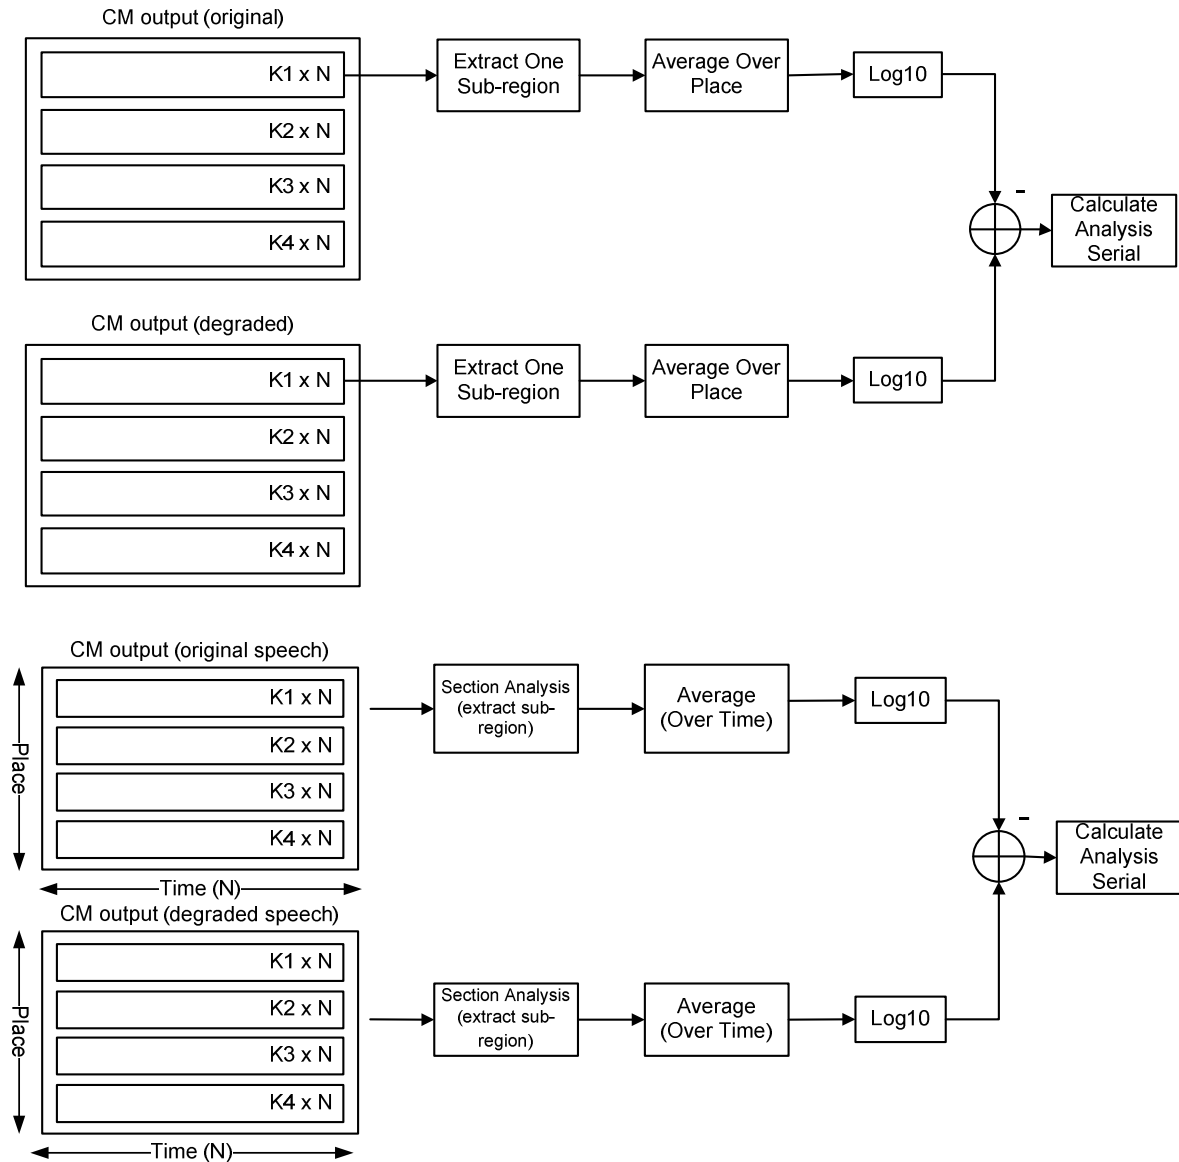 CM output (original)
K1 x N
K2 x N
K3 x N
K4 x N
Extract One
Sub-region
Average Over
Place
Log10
-
Calculate
Analysis
Serial
CM output (degraded)
K1 x N
K2 x N
K3 x N
K4 x N
Extract One
Sub-region
Average Over
Place
Log10
CM output (original speech)
Place
K1 x N
K2 x N
K3 x N
K4 x N
Time (N)
Section Analysis
(extract sub-
region)
Average
(Over Time)
Log10
-
Calculate
Analysis
Serial
CM output (degraded speech)
Place
K1 x N
K2 x N
K3 x N
K4 x N
Time (N)
Section Analysis
(extract sub-
region)
Average
(Over Time)
Log10